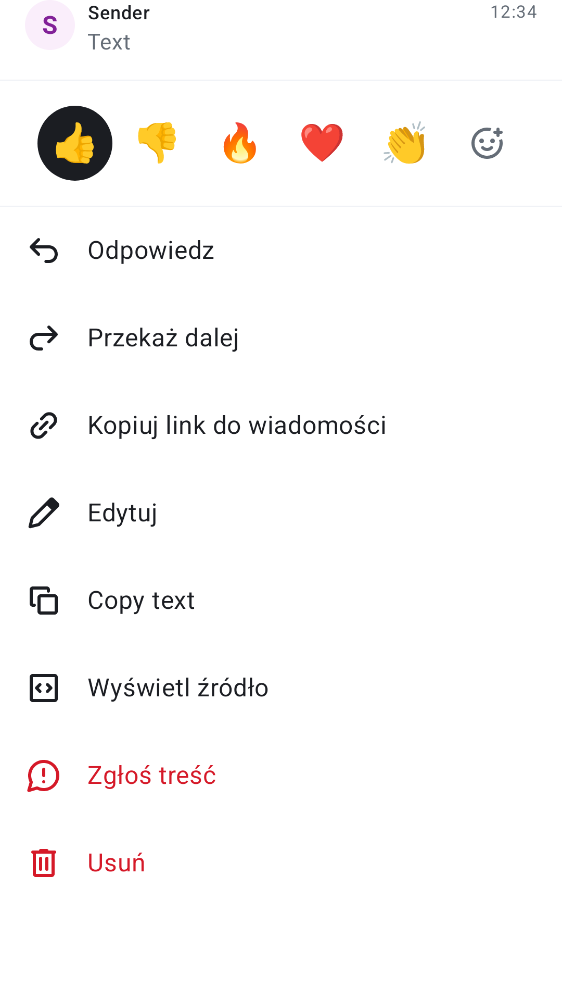 S
Sender
12:34
Text
Odpowiedz
Przekaż dalej
Kopiuj link do wiadomości
Edytuj
Copy text
Wyświetl źródło
Zgłoś treść
Usuń